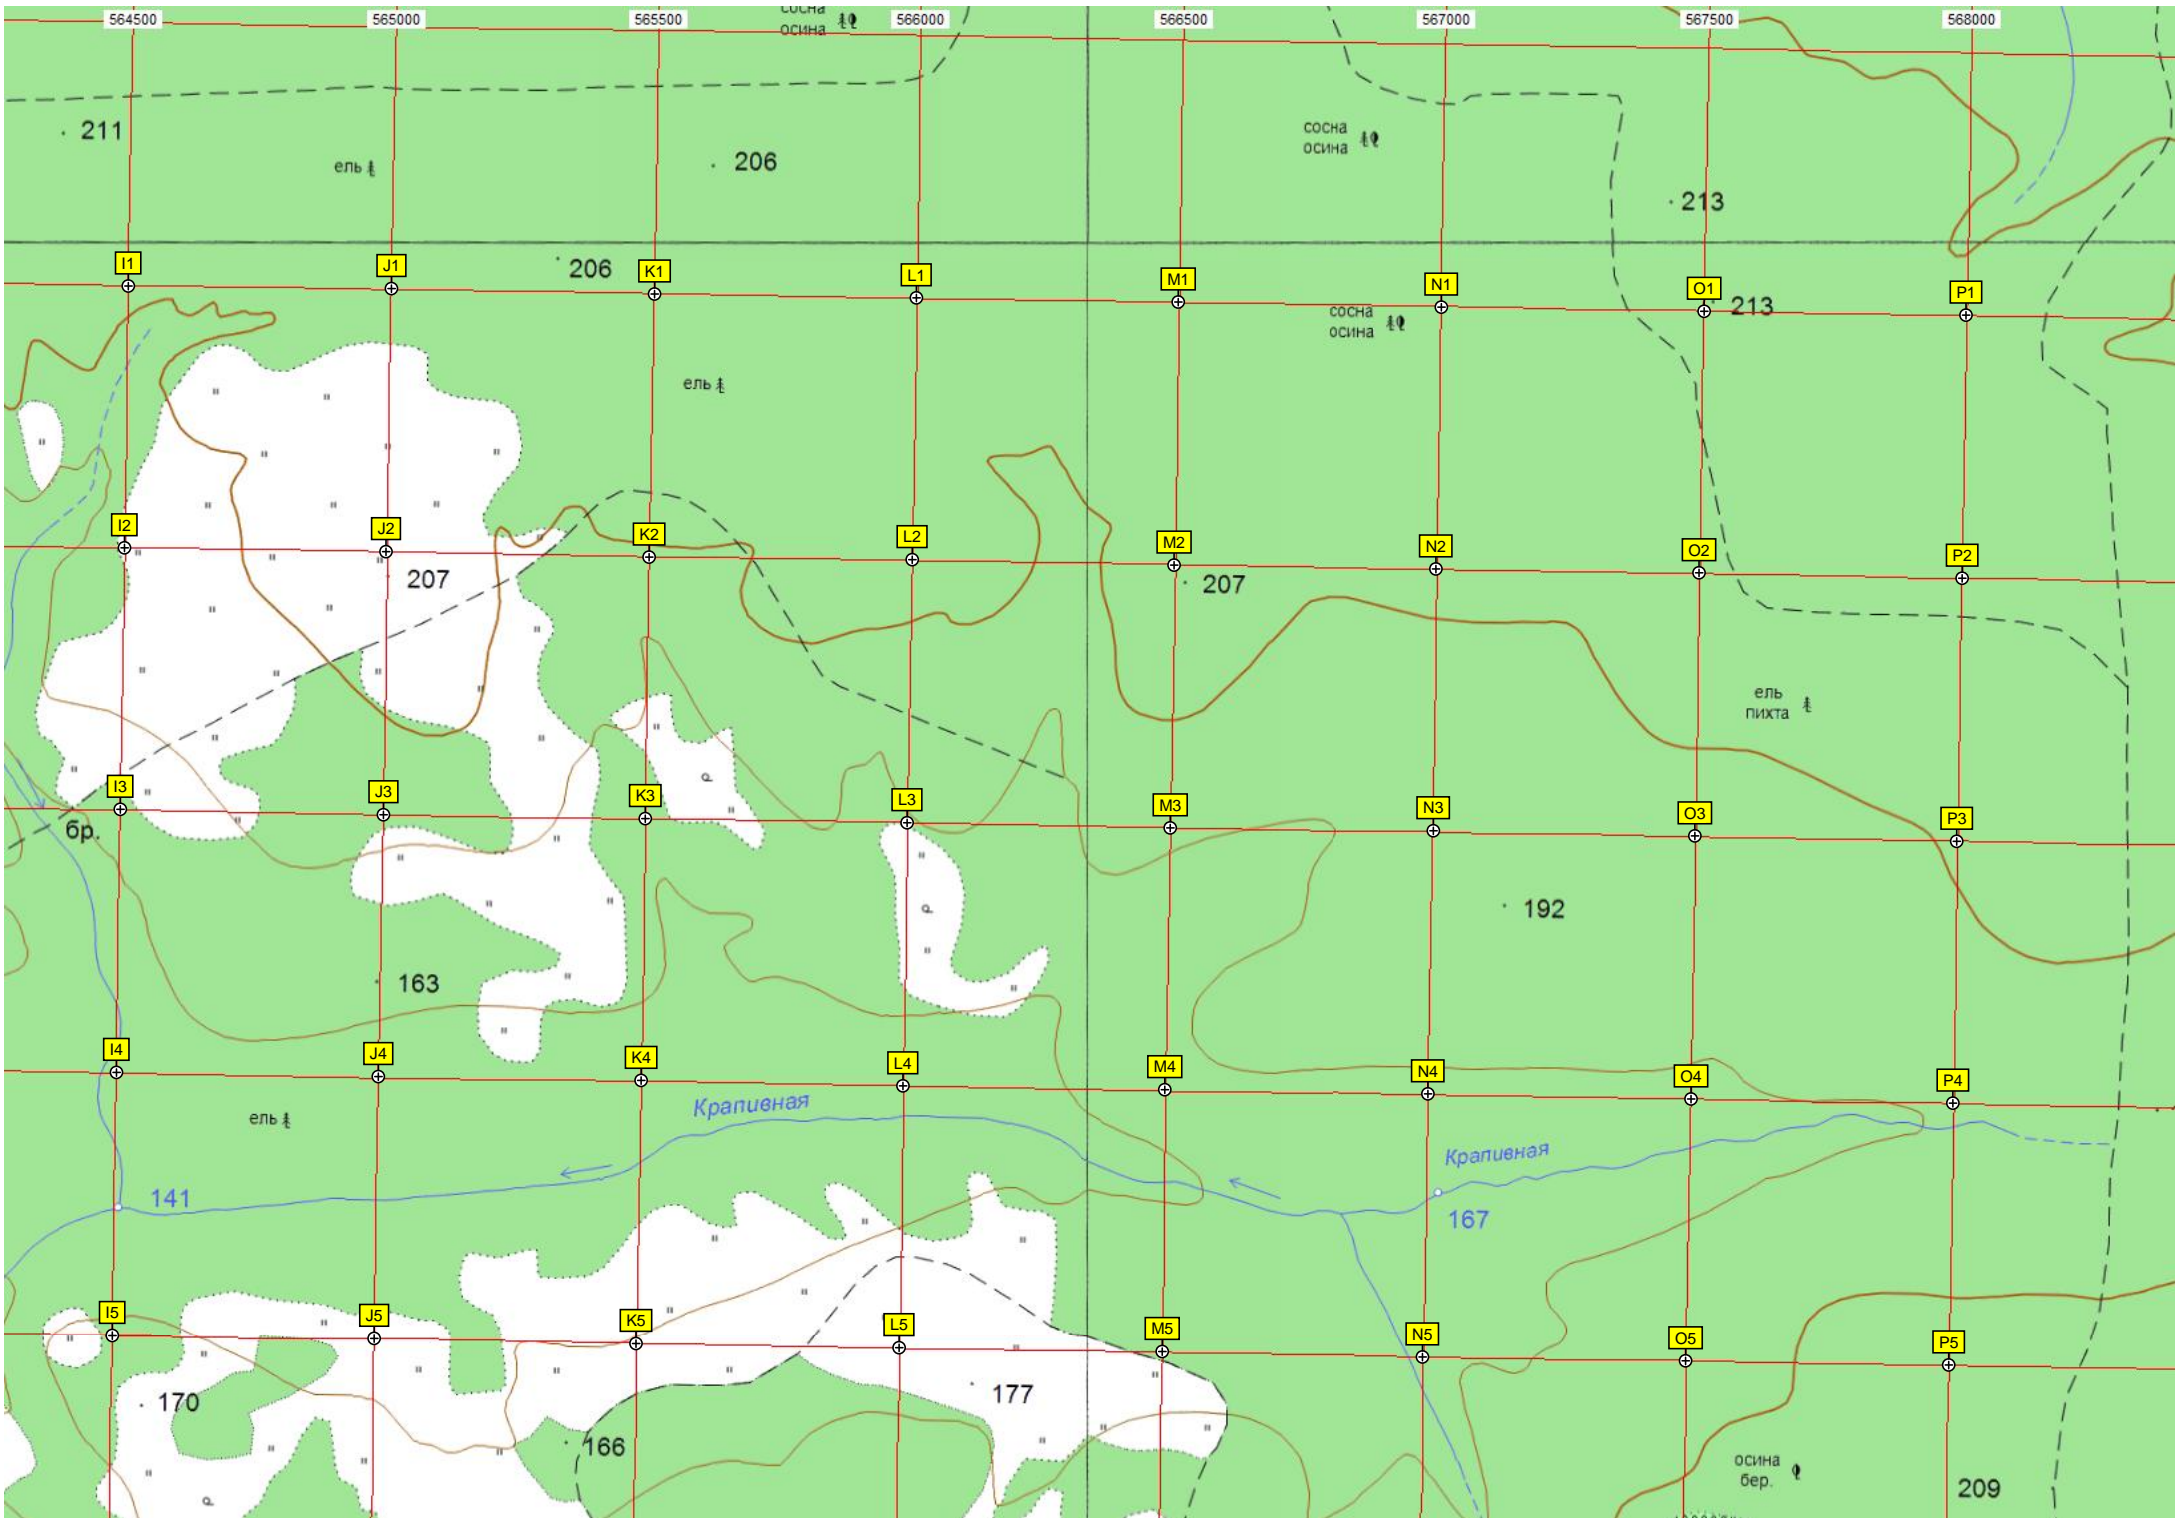 564500 565000 565500 566000 566500 567000 567500 568000
сосна
осина
211
ель
206
сосна
осина
213
206
I1 J1 K1 L1 M1 N1 O1 P1
213
сосна
осина
ель
I2 J2 K2 L2 M2 N2 O2 P2
207
207
ель
пихта
I3 J3 K3 L3 M3 N3 O3 P3
бр.
р
р
192
163
I4 J4 K4 L4 M4 N4 O4 P4
Крапивная
ель
Крапивная
141
167
I5 J5 K5 L5 M5 N5 O5 P5
170
177
166
осина
бер.
209
р